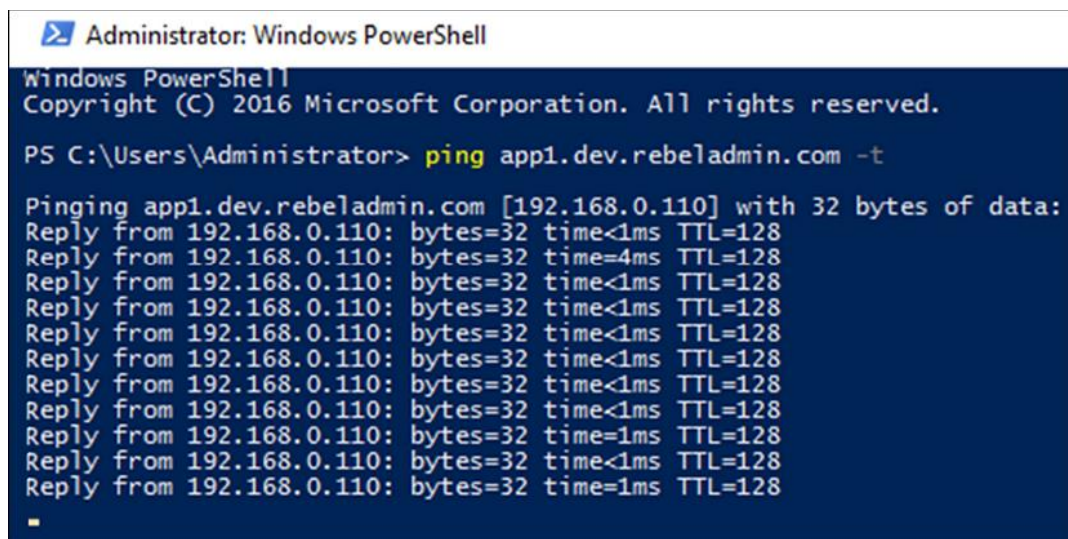 Administrator: Windows PowerShell
Windows PowerShell
Copyright (C) 2016 Microsoft Corporation. All rights reserved.
PS C:\Users\Administrator> ping app1.dev.rebeladmin.com -t
Pinging app1.dev.rebeladmin.com [192.168.0.110] with 32 bytes of data:
Reply from 192.168.0.110: bytes=32 time<1ms TTL=128
Reply from 192.168.0.110: bytes=32 time=4ms TTL=128
Reply from 192.168.0.110: bytes=32 time<1ms TTL=128
Reply from 192.168.0.110: bytes=32 time<1ms TTL=128
Reply from 192.168.0.110: bytes=32 time<1ms TTL=128
Reply from 192.168.0.110: bytes=32 time<1ms TTL=128
Reply from 192.168.0.110: bytes=32 time<1ms TTL=128
Reply from 192.168.0.110: bytes=32 time<1ms TTL=128
Reply from 192.168.0.110: bytes=32 time=1ms TTL=128
Reply from 192.168.0.110: bytes=32 time<1ms TTL=128
Reply from 192.168.0.110: bytes=32 time=1ms TTL=128